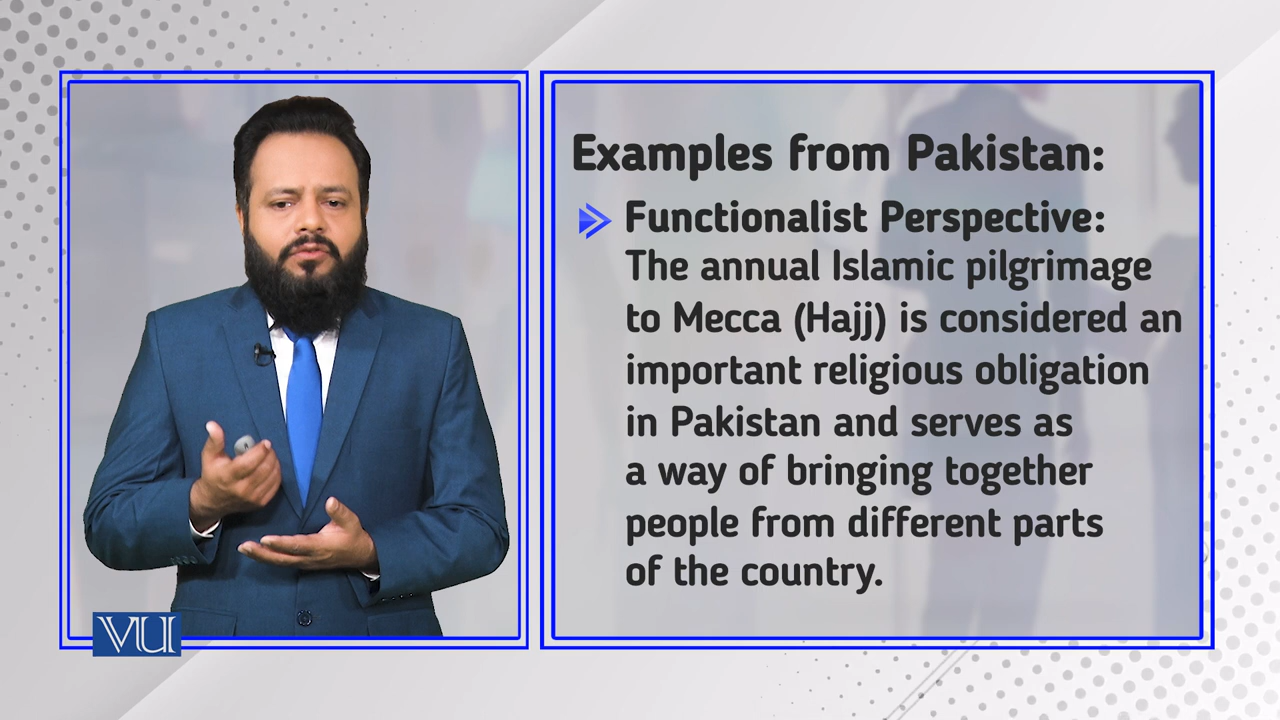 Examples from Pakistan:
Functionalist Perspective:
The annual Islamic pilgrimage
to Mecca (Hajj) is considered an
important religious obligation
in Pakistan and serves as
a way of bringing together
people from different parts
of the country.
VU